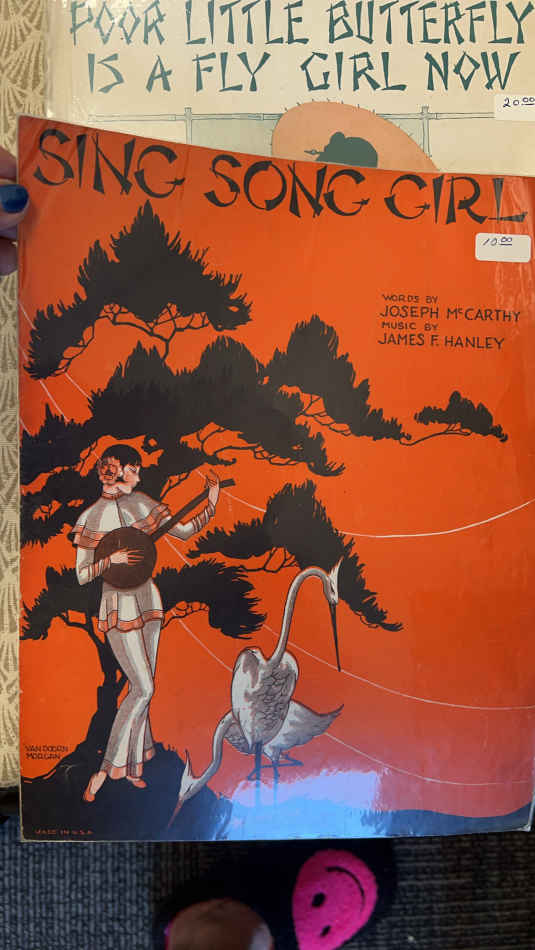 POOR LITTLE BUTTERFLY
IS A FLY GIRL NOW
20.00
SING SONG GIRL
10.00
WORDS BY
JOSEPH McCARTHY
MUSIC BY
JAMES F. HANLEY
VAN DOORN
MORGAN
MADE IN U.S.A